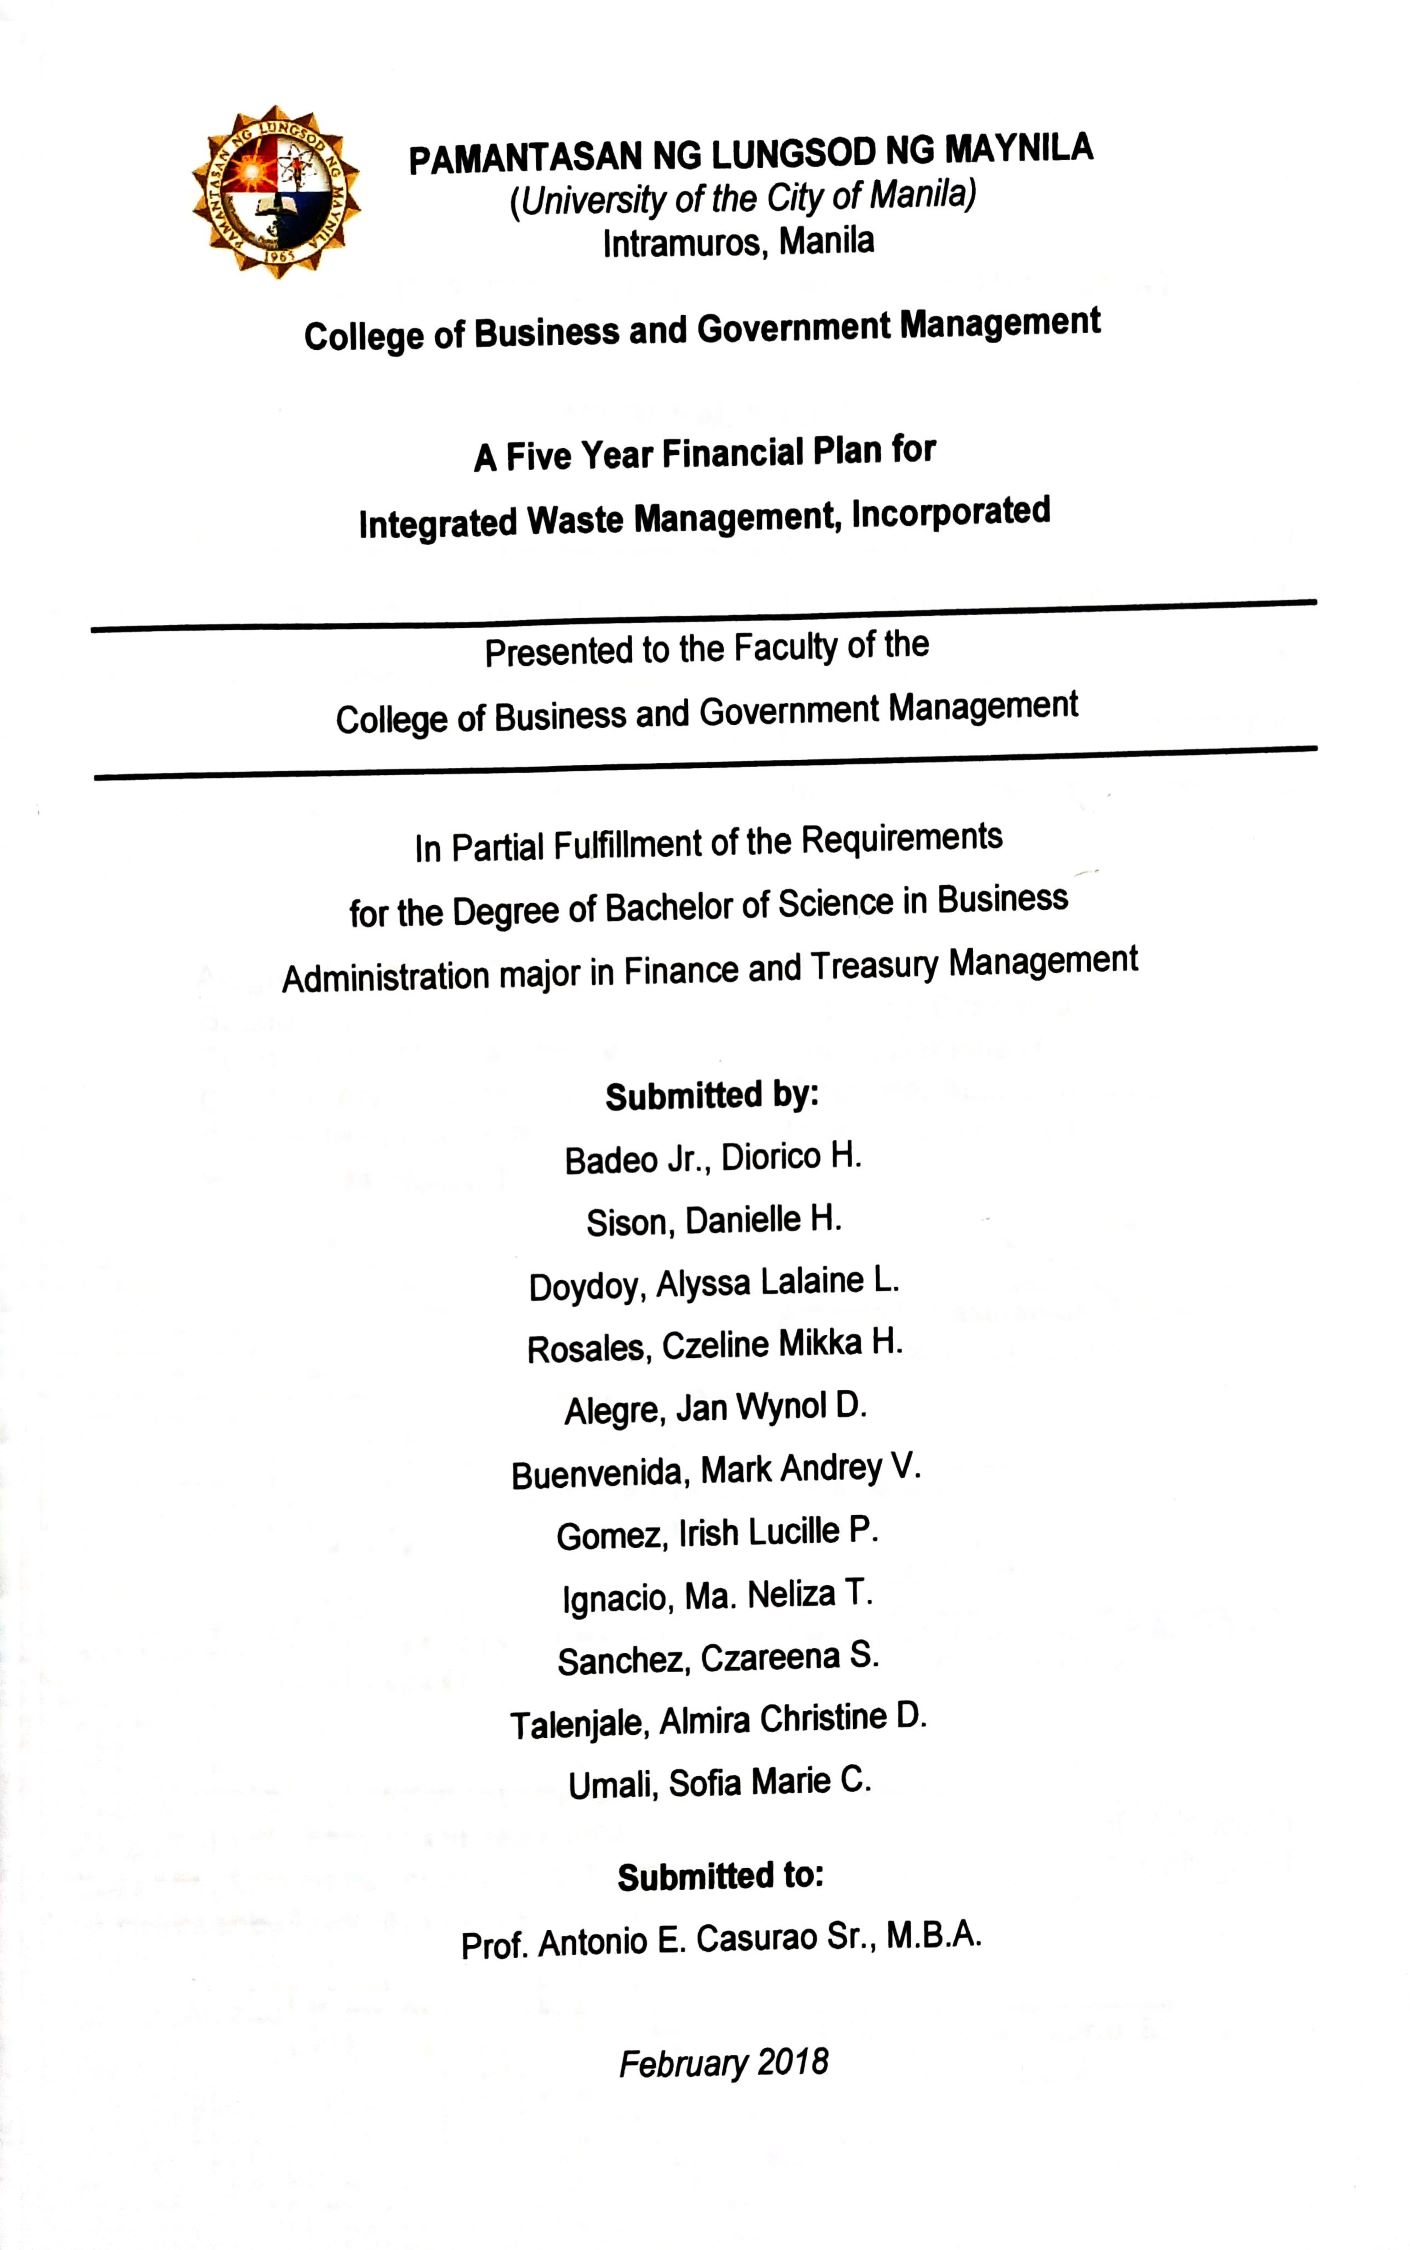 PAMANTASAN NG LUNGSOD NG MAYNILA
PAMANTASAN NG LUNGSOD NG MAYNILA
1965
(University of the City of Manila)
Intramuros, Manila
College of Business and Government Management
A Five Year Financial Plan for
Integrated Waste Management, Incorporated
Presented to the Faculty of the
College of Business and Government Management
In Partial Fulfillment of the Requirements
for the Degree of Bachelor of Science in Business
Administration major in Finance and Treasury Management
Submitted by:
Badeo Jr., Diorico H.
Sison, Danielle H.
Doydoy, Alyssa Lalaine L.
Rosales, Czeline Mikka H.
Alegre, Jan Wynol D.
Buenvenida, Mark Andrey V.
Gomez, Irish Lucille P.
Ignacio, Ma. Neliza T.
Sanchez, Czareena S.
Talenjale, Almira Christine D.
Umali, Sofia Marie C.
Submitted to:
Prof. Antonio E. Casurao Sr., M.B.A.
February 2018